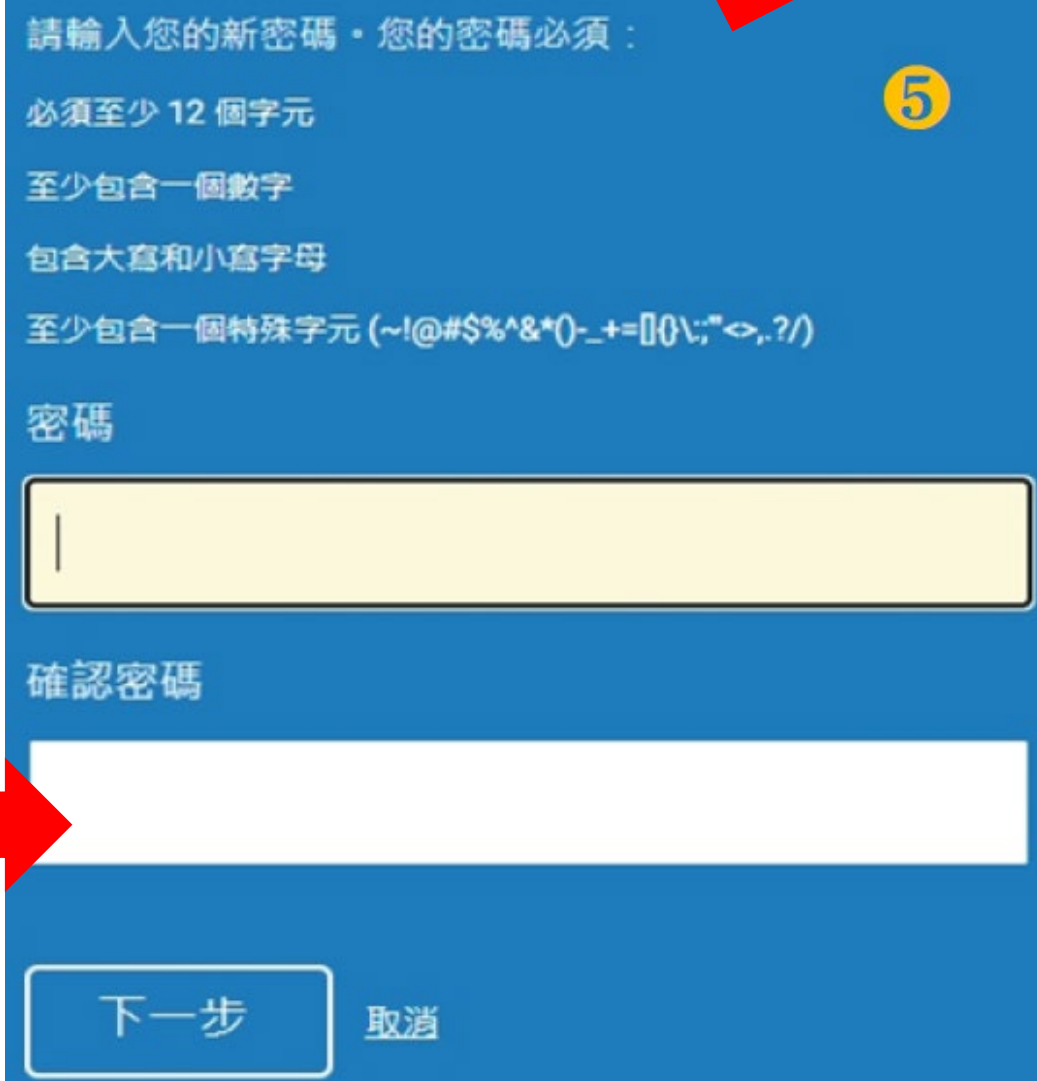 請輸入您的新密碼。您的密碼必須：
5
必須至少 12 個字元
至少包含一個數字
包含大寫和小寫字母
至少包含一個特殊字元 (~!@#$%^&*()-_+=[]{}\:;"'<>,.?/)
密碼
確認密碼
下一步 取消